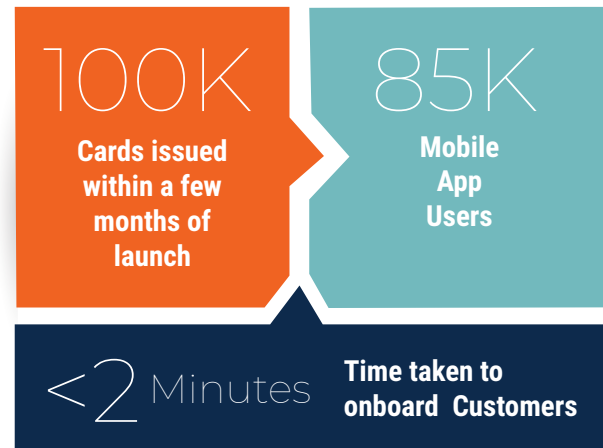 100K
Cards issued
within a few
months of
launch
85K
Mobile
App
Users
<2 Minutes
Time taken to
onboard Customers